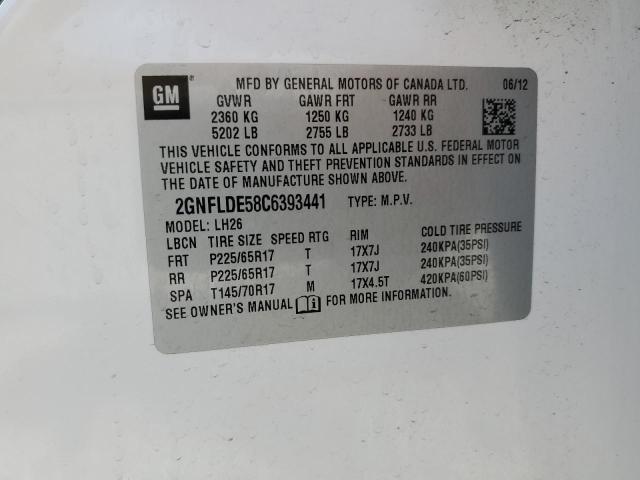 GM ® MFD BY GENERAL MOTORS OF CANADA LTD. 06/12
GVWR GAWR FRT GAWR RR
2360 KG 1250 KG 1240 KG
5202 LB 2755 LB 2733 LB
THIS VEHICLE CONFORMS TO ALL APPLICABLE U.S. FEDERAL MOTOR
VEHICLE SAFETY AND THEFT PREVENTION STANDARDS IN EFFECT ON
THE DATE OF MANUFACTURE SHOWN ABOVE.
2GNFLDE58C6393441 TYPE: M.P.V.
MODEL: LH26
LBCN TIRE SIZE SPEED RTG RIM COLD TIRE PRESSURE
FRT P225/65R17 T 17X7J 240KPA(35PSI)
RR P225/65R17 T 17X7J 240KPA(35PSI)
SPA T145/70R17 M 17X4.5T 420KPA(60PSI)
SEE OWNER'S MANUAL FOR MORE INFORMATION.